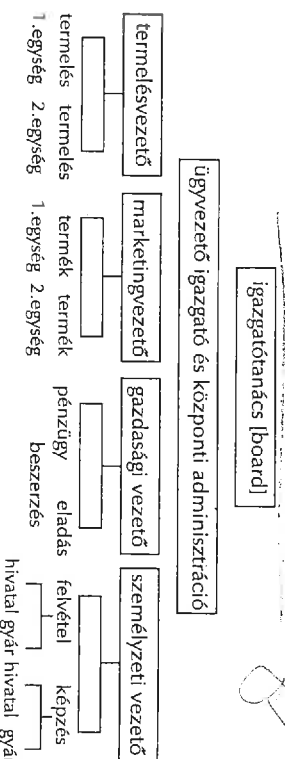 igazgatótanács [board]
ügyvezető igazgató és központi adminisztráció
termelésvezető marketingvezető gazdasági vezető személyzeti vezető
termelés termelés termék termék pénzügy eladás felvétel képzés
1.egység 2.egység 1.egység 2.egység beszerzés hivatal gyár hivatal gyár